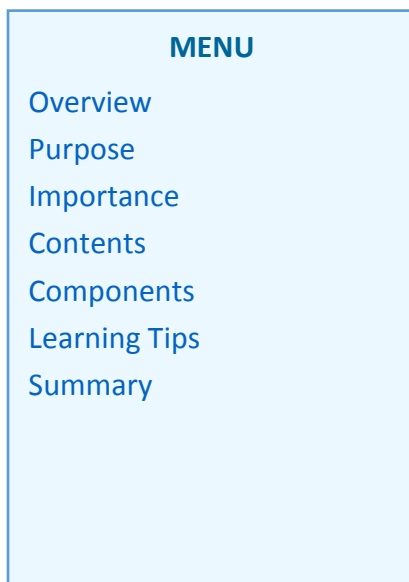 MENU
Overview
Purpose
Importance
Contents
Components
Learning Tips
Summary